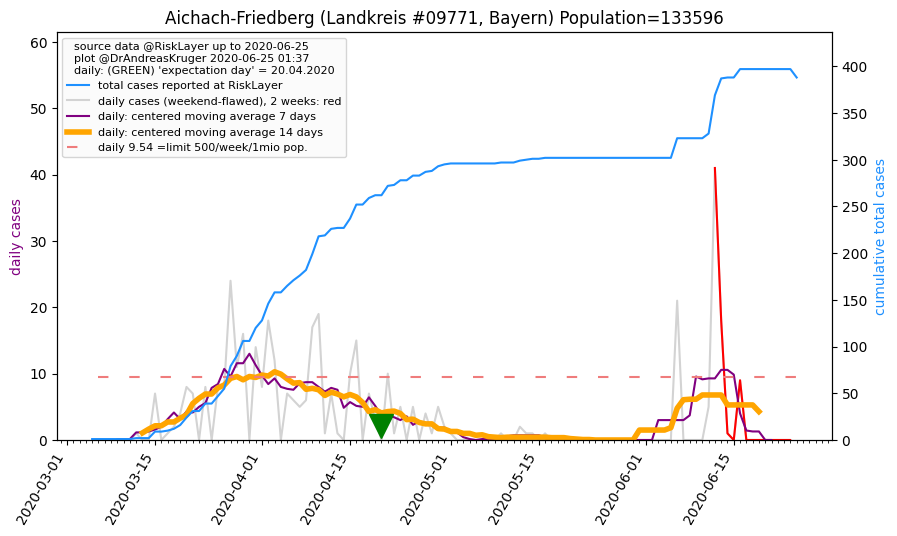 Aichach-Friedberg (Landkreis #09771, Bayern) Population=133596
source data @RiskLayer up to 2020-06-25
plot @DrAndreasKruger 2020-06-25 01:37
daily: (GREEN) 'expectation day' = 20.04.2020
total cases reported at RiskLayer
daily cases (weekend-flawed), 2 weeks: red
daily: centered moving average 7 days
daily: centered moving average 14 days
daily 9.54 =limit 500/week/1mio pop.
daily cases
60
50
40
30
20
10
0
cumulative total cases
400
350
300
250
200
150
100
50
0
2020-03-01
2020-03-15
2020-04-01
2020-04-15
2020-05-01
2020-05-15
2020-06-01
2020-06-15